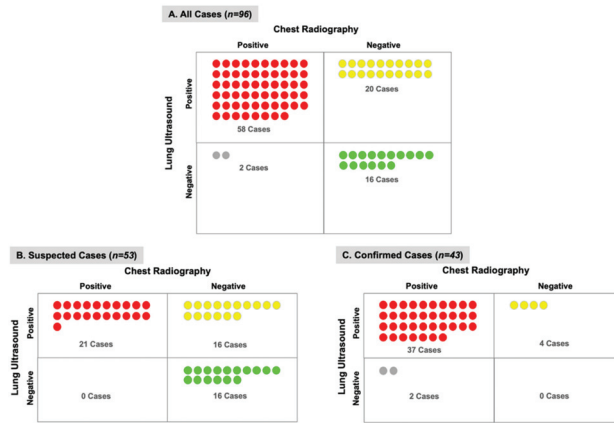 A. All Cases (n=96)
Chest Radiography
Positive Negative
Lung Ultrasound
Positive
58 Cases
20 Cases
Negative
2 Cases
16 Cases
B. Suspected Cases (n=53)
Chest Radiography
Positive Negative
Lung Ultrasound
Positive
21 Cases
16 Cases
Negative
0 Cases
16 Cases
C. Confirmed Cases (n=43)
Chest Radiography
Positive Negative
Lung Ultrasound
Positive
37 Cases
4 Cases
Negative
2 Cases
0 Cases